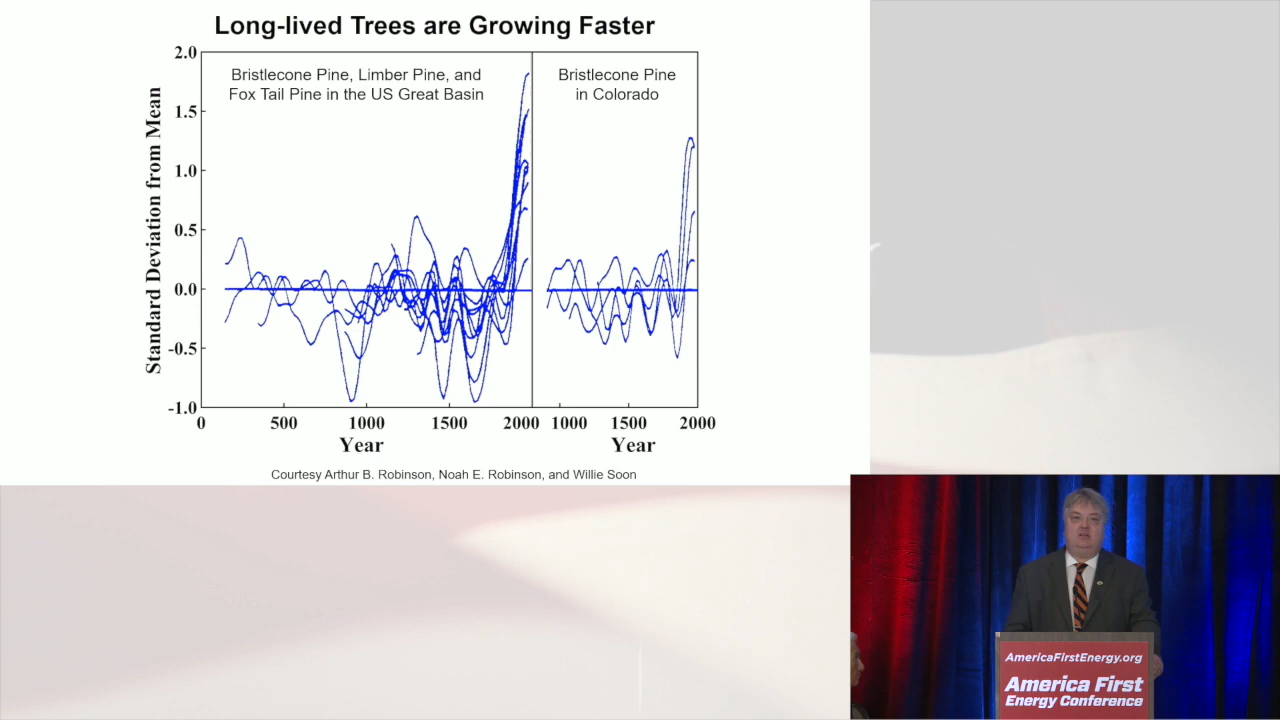 Long-lived Trees are Growing Faster
2.0
1.5
1.0
0.5
0.0
-0.5
-1.0
Standard Deviation from Mean
Bristlecone Pine, Limber Pine, and
Fox Tail Pine in the US Great Basin
Bristlecone Pine
in Colorado
0 500 1000 1500 2000 1000 1500 2000
Year Year
Courtesy Arthur B. Robinson, Noah E. Robinson, and Willie Soon
AmericaFirstEnergy.org
America First
Energy Conference